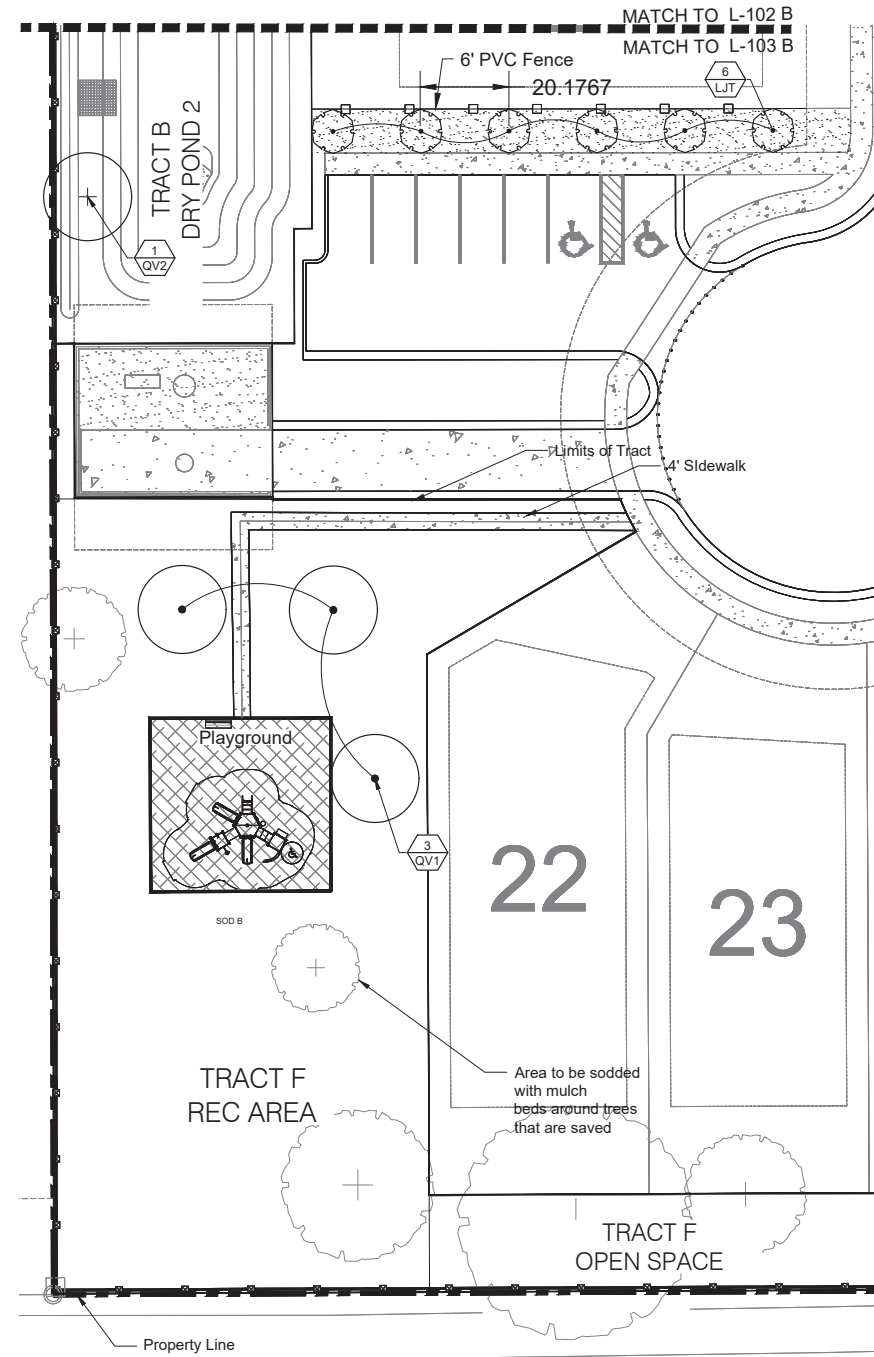 MATCH TO L-102 B
MATCH TO L-103 B
6' PVC Fence
20.1767
6
LJT
TRACT B
DRY POND 2
1
QV2
Limits of Tract
4' SIdewalk
Playground
3
QV1
22
23
SOD B
TRACT F
REC AREA
Area to be sodded
with mulch
beds around trees
that are saved
TRACT F
OPEN SPACE
Property Line